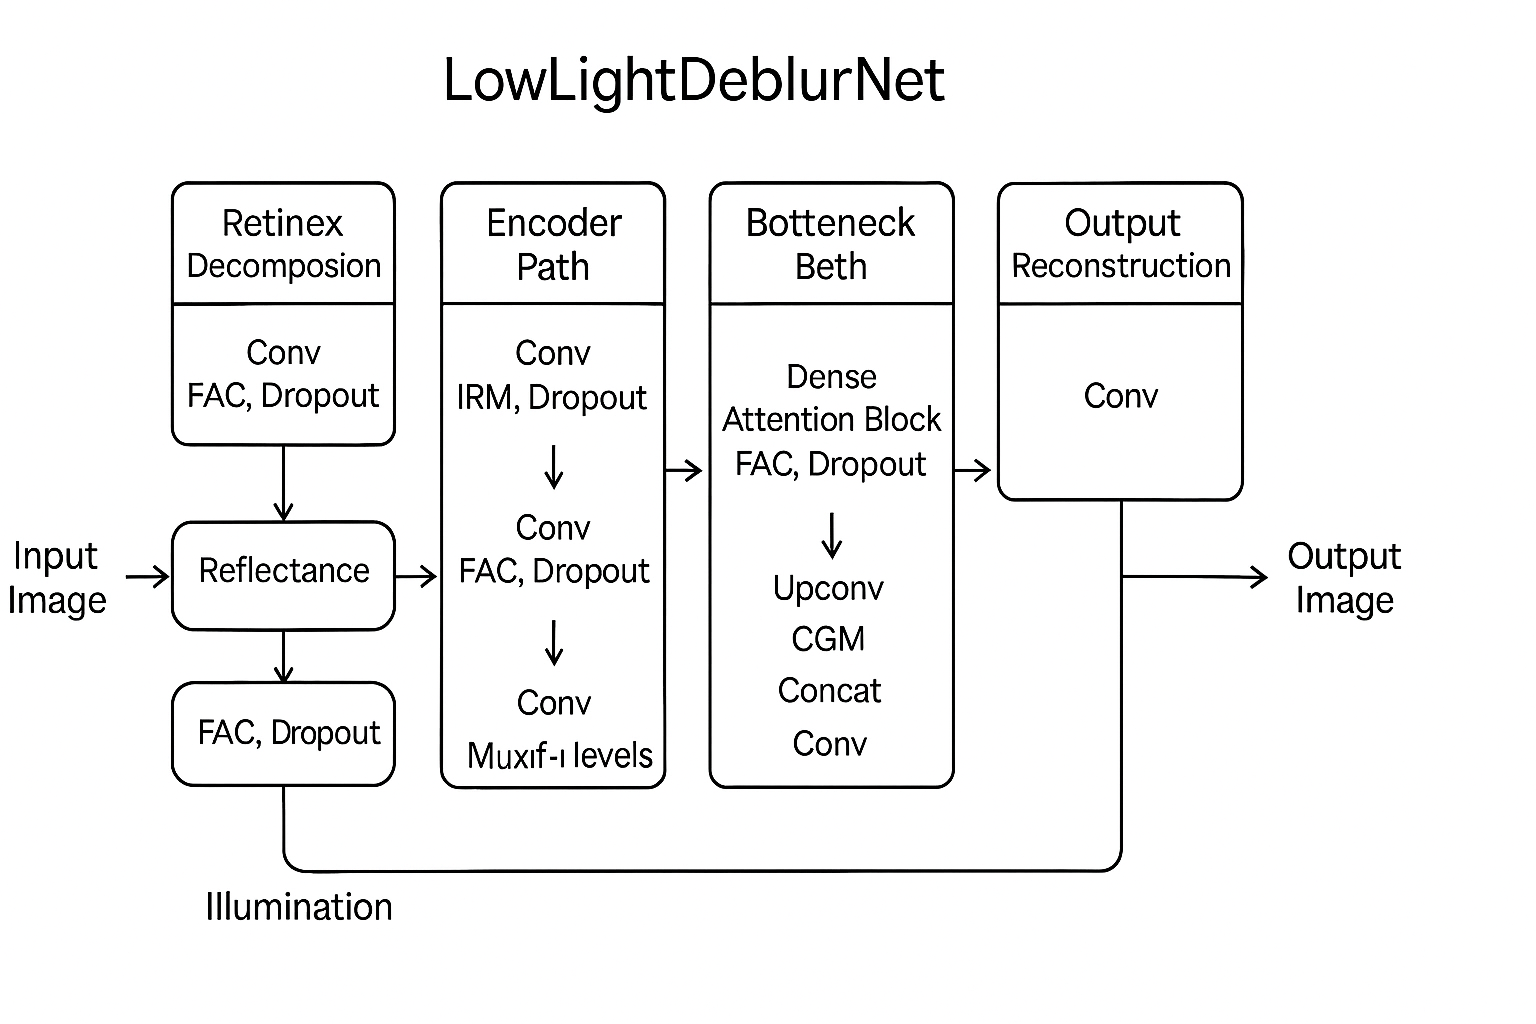 LowLightDeblurNet
Retinex
Decomposion
Conv
FAC, Dropout
Input
Image
Reflectance
FAC, Dropout
Illumination
Encoder
Path
Conv
IRM, Dropout
Conv
FAC, Dropout
Conv
levels
Botteneck
Beth
Dense
Attention Block
FAC, Dropout
Upconv
CGM
Concat
Conv
Output
Reconstruction
Conv
Output
Image